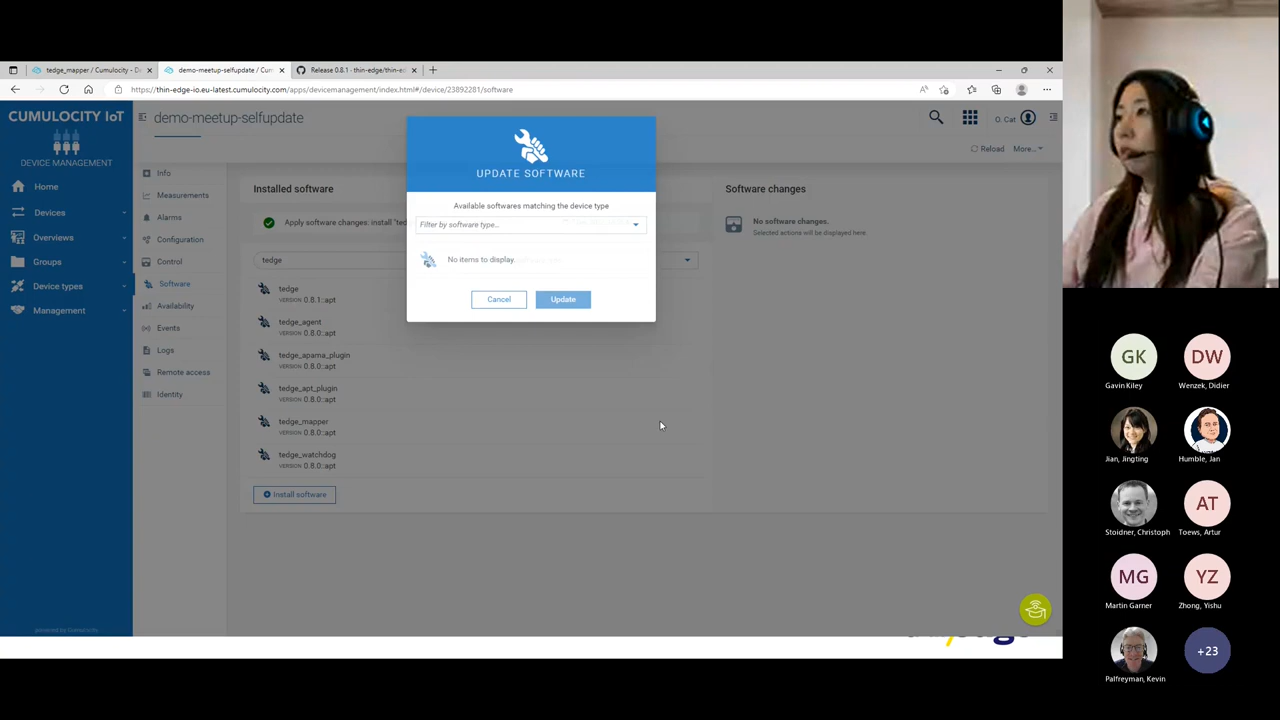 tedge_mapper / Cumulocity - De
demo-meetup-selfupdate / Cum
Release 0.8.1 · thin-edge/thin-e
https://thin-edge-io.eu-latest.cumulocity.com/apps/devicemanagement/index.html#/device/23892281/software
CUMULOCITY IoT
DEVICE MANAGEMENT
Home
Devices
Overviews
Groups
Device types
Management
powered by Cumulocity
demo-meetup-selfupdate
O. Cat
Reload
More...
Info
Measurements
Alarms
Configuration
Control
Software
Availability
Events
Logs
Remote access
Identity
Installed software
Apply software changes: install "ted
tedge
tedge
VERSION: 0.8.1::apt
tedge_agent
VERSION: 0.8.0::apt
tedge_apama_plugin
VERSION: 0.8.0::apt
tedge_apt_plugin
VERSION: 0.8.0::apt
tedge_mapper
VERSION: 0.8.0::apt
tedge_watchdog
VERSION: 0.8.0::apt
Install software
UPDATE SOFTWARE
Available softwares matching the device type
Filter by software type...
No items to display.
Cancel
Update
Software changes
No software changes.
Selected actions will be displayed here.
GK
Gavin Kiley
DW
Wenzek, Didier
Jian, Jingting
Humble, Jan
Stoidner, Christoph
AT
Toews, Artur
MG
Martin Garner
YZ
Zhong, Yishu
Palfreyman, Kevin
+23